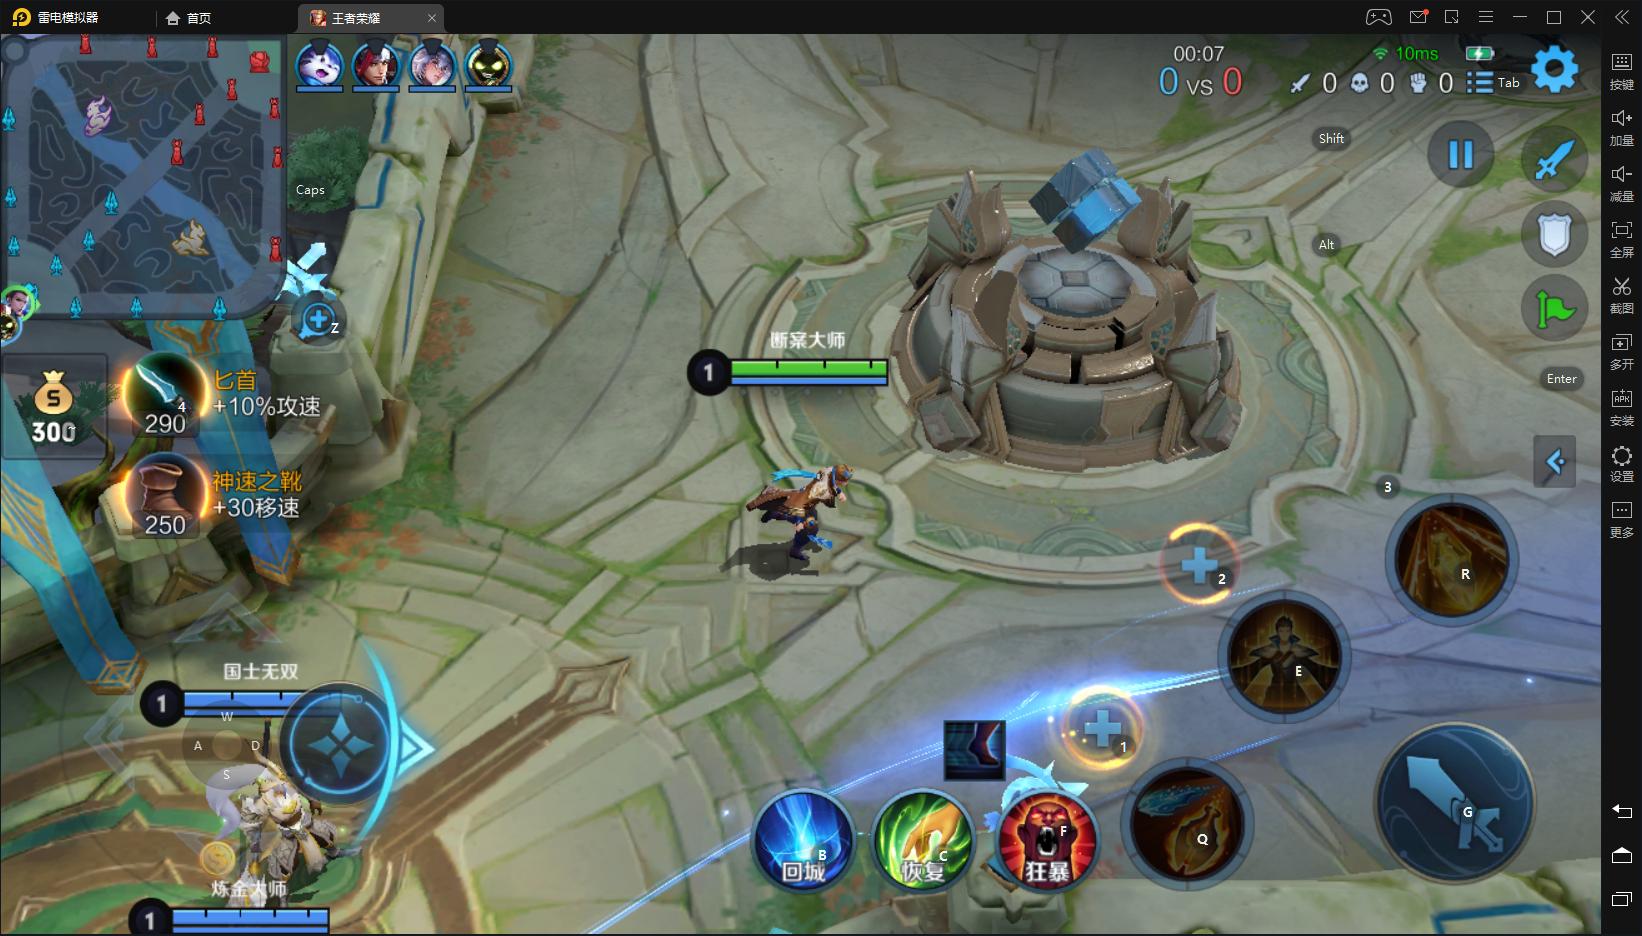 雷电模拟器
首页
王者荣耀
00:07
10ms
0 VS 0
0
0
0
Tab
Shift
Caps
Alt
Z
Enter
断案大师
1
S
300
匕首
+10%攻速
4
290
神速之靴
+30移速
250
3
R
2
E
国士无双
1
W
A
D
S
1
G
Q
B
回城
C
恢复
F
狂暴
炼金大师
1
按键
加量
减量
全屏
截图
多开
APK
安装
设置
更多